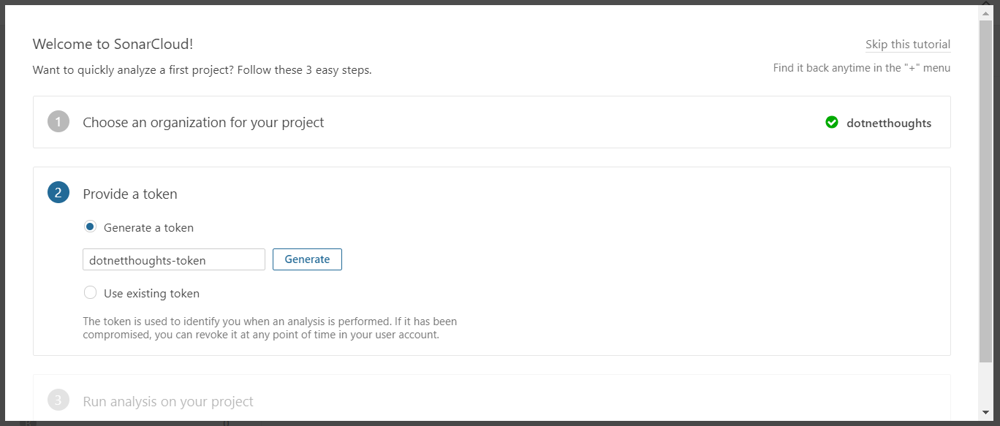 Welcome to SonarCloud!
Skip this tutorial
Want to quickly analyze a first project? Follow these 3 easy steps.
Find it back anytime in the "+" menu
1 Choose an organization for your project
dotnetthoughts
2 Provide a token
Generate a token
dotnetthoughts-token
Generate
Use existing token
The token is used to identify you when an analysis is performed. If it has been
compromised, you can revoke it at any point of time in your user account.
3 Run analysis on your project